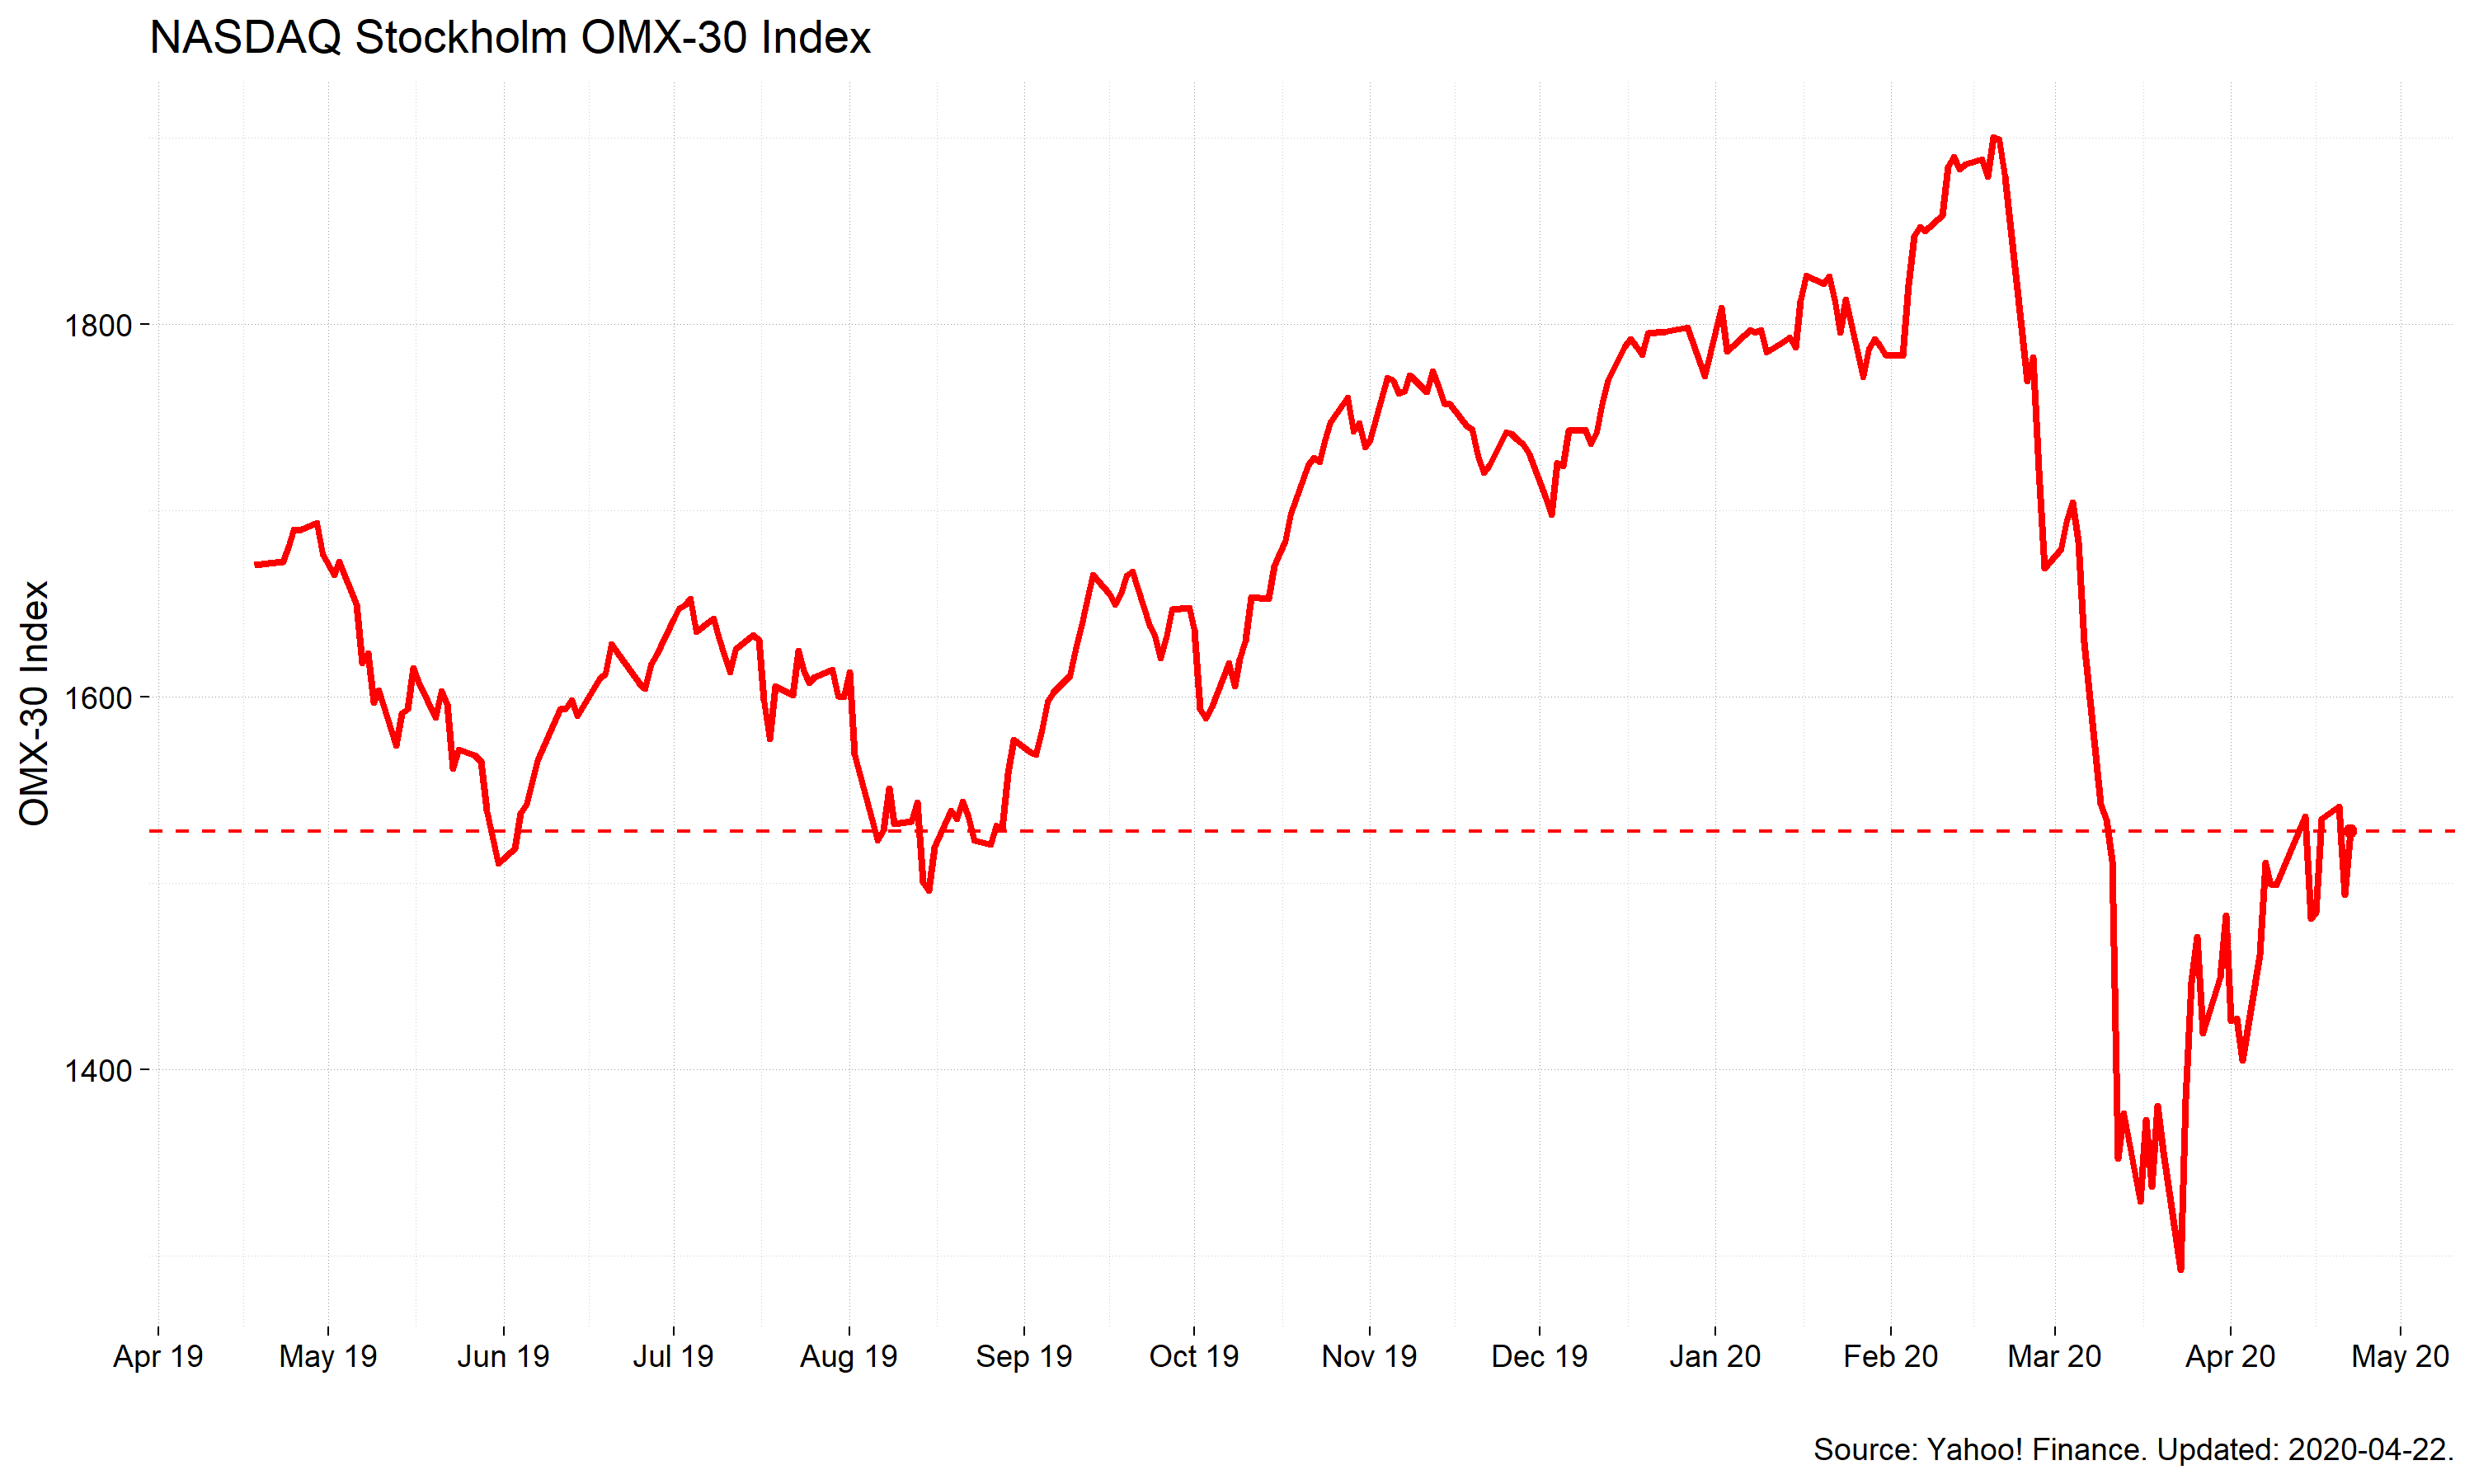 NASDAQ Stockholm OMX-30 Index
OMX-30 Index
1800
1600
1400
Apr 19 May 19 Jun 19 Jul 19 Aug 19 Sep 19 Oct 19 Nov 19 Dec 19 Jan 20 Feb 20 Mar 20 Apr 20 May 20
Source: Yahoo! Finance. Updated: 2020-04-22.